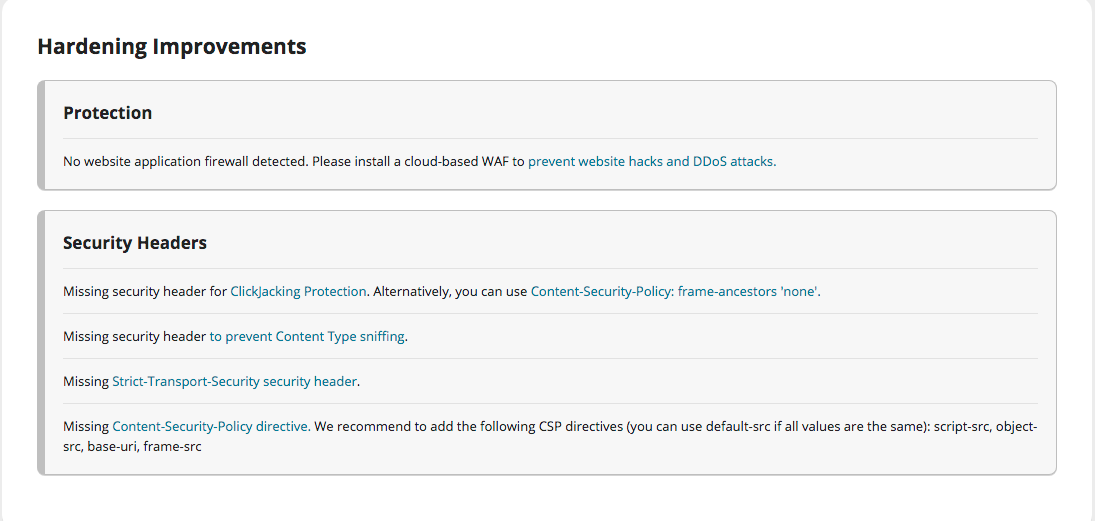 Hardening Improvements
Protection
No website application firewall detected. Please install a cloud-based WAF to prevent website hacks and DDoS attacks.
Security Headers
Missing security header for ClickJacking Protection. Alternatively, you can use Content-Security-Policy: frame-ancestors 'none'.
Missing security header to prevent Content Type sniffing.
Missing Strict-Transport-Security security header.
Missing Content-Security-Policy directive. We recommend to add the following CSP directives (you can use default-src if all values are the same): script-src, object-
src, base-uri, frame-src